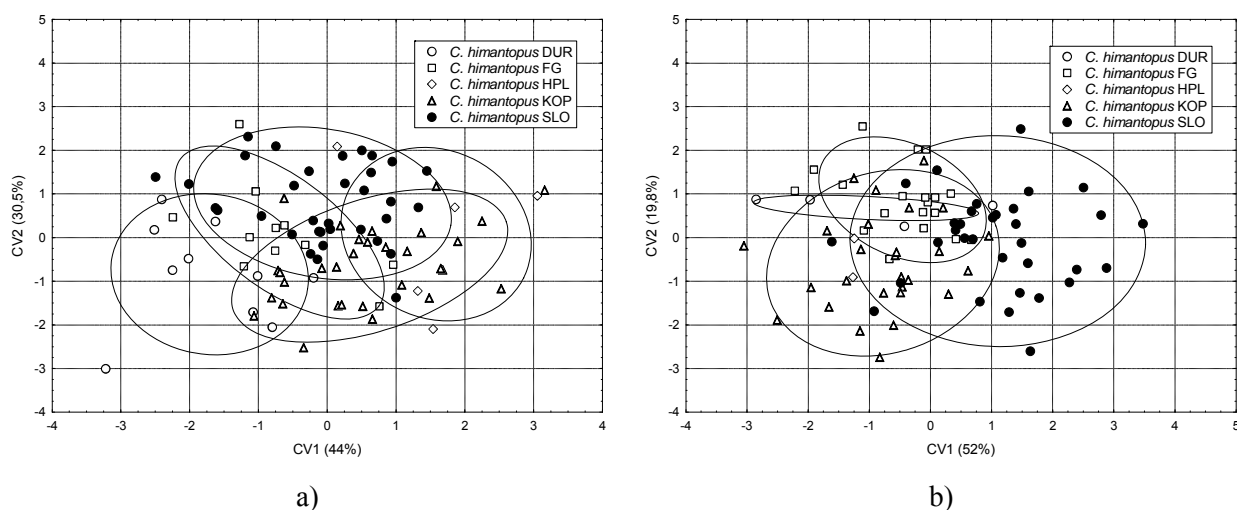 5
4
3
2
1
0
-1
-2
-3
-4
CV2 (30,5%)
-4 -3 -2 -1 0 1 2 3 4
CV1 (44%)
C. himantopus DUR
C. himantopus FG
C. himantopus HPL
C. himantopus KOP
C. himantopus SLO
a)
5
4
3
2
1
0
-1
-2
-3
-4
CV2 (19,8%)
-4 -3 -2 -1 0 1 2 3 4 5
CV1 (52%)
C. himantopus DUR
C. himantopus FG
C. himantopus HPL
C. himantopus KOP
C. himantopus SLO
b)